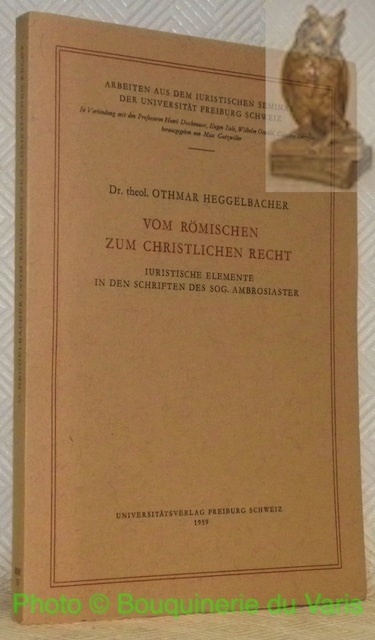 ARBEITEN AUS DEM IURISTISCHEN SEMINAR
DER UNIVERSITÄT FREIBURG SCHWEIZ
In Verbindung mit den Professoren Henri Deschenaux, Eugen Isele, Wilhelm
herausgegeben von Max Gutzwiller
Dr. theol. OTHMAR HEGGELBACHER
VOM RÖMISCHEN
ZUM CHRISTLICHEN RECHT
IURISTISCHE ELEMENTE
IN DEN SCHRIFTEN DES SOG. AMBROSIASTER
UNIVERSITÄTSVERLAG FREIBURG SCHWEIZ
1959
Photo © Bouquinerie du Varis